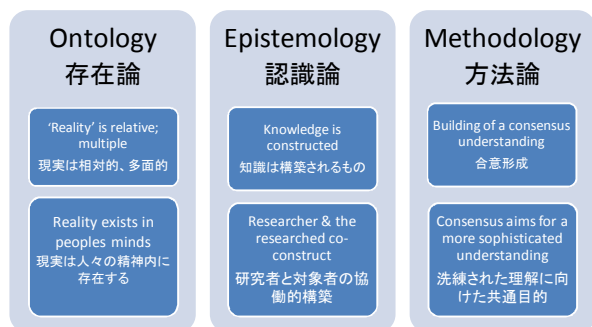 Ontology
存在論
‘Reality’ is relative;
multiple
現実は相対的、多面的
Reality exists in
peoples minds
現実は人々の精神内に
存在する
Epistemology
認識論
Knowledge is
constructed
知識は構築されるもの
Researcher & the
researched co-
construct
研究者と対象者の協
働的構築
Methodology
方法論
Building of a consensus
understanding
合意形成
Consensus aims for a
more sophisticated
understanding
洗練された理解に向
けた共通目的